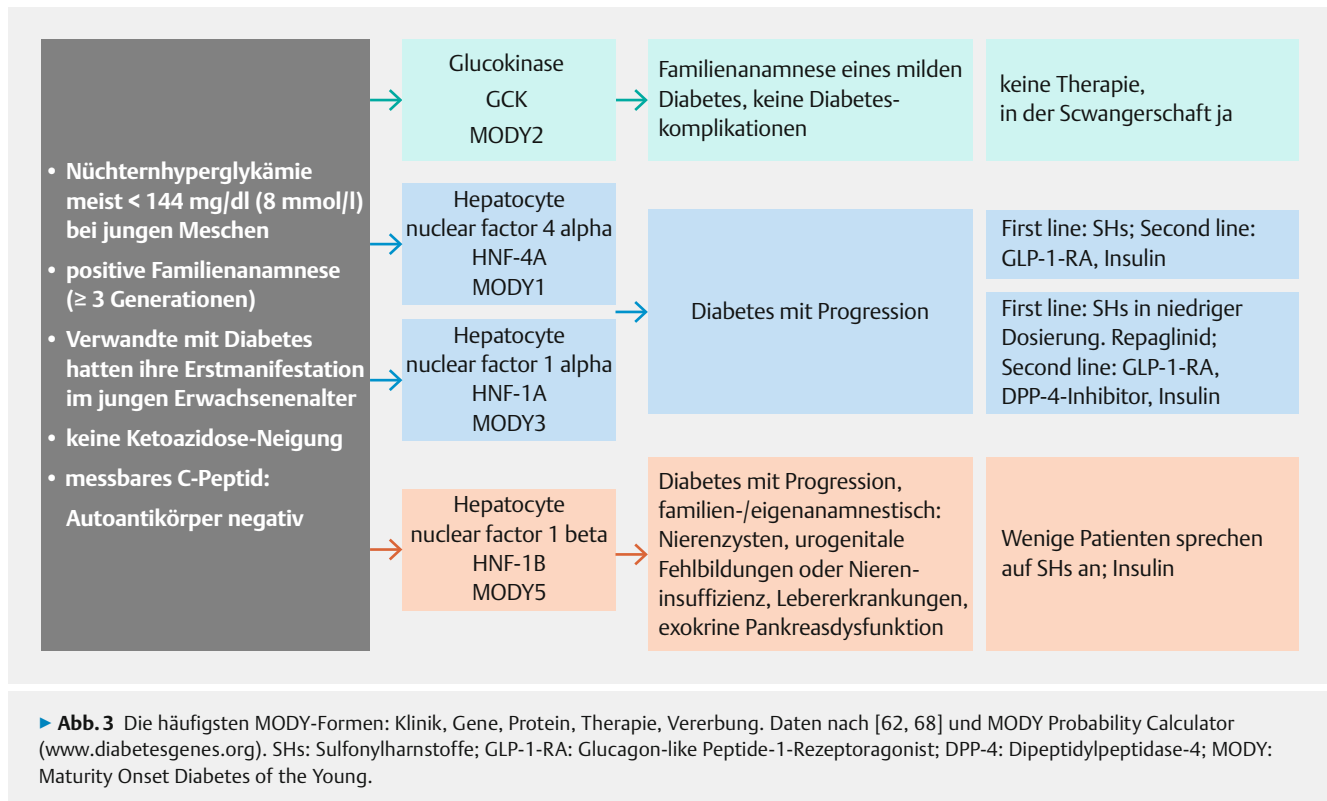 • Nüchternhyperglykämie
meist < 144 mg/dl (8 mmol/l)
bei jungen Meschen
• positive Familienanamnese
(≥ 3 Generationen)
• Verwandte mit Diabetes
hatten ihre Erstmanifestation
im jungen Erwachsenenalter
• keine Ketoazidose-Neigung
• messbares C-Peptid:
Autoantikörper negativ
Glucokinase
GCK
MODY2
Familienanamnese eines milden
Diabetes, keine Diabetes-
komplikationen
keine Therapie,
in der Scwangerschaft ja
Hepatocyte
nuclear factor 4 alpha
HNF-4A
MODY1
Hepatocyte
nuclear factor 1 alpha
HNF-1A
MODY3
Diabetes mit Progression
First line: SHs; Second line:
GLP-1-RA, Insulin
First line: SHs in niedriger
Dosierung. Repaglinid;
Second line: GLP-1-RA,
DPP-4-Inhibitor, Insulin
Hepatocyte
nuclear factor 1 beta
HNF-1B
MODY5
Diabetes mit Progression,
familien-/eigenanamnestisch:
Nierenzysten, urogenitale
Fehlbildungen oder Nieren-
insuffizienz, Lebererkrankungen,
exokrine Pankreasdysfunktion
Wenige Patienten sprechen
auf SHs an; Insulin
► Abb. 3 Die häufigsten MODY-Formen: Klinik, Gene, Protein, Therapie, Vererbung. Daten nach [62, 68] und MODY Probability Calculator
(www.diabetesgenes.org). SHs: Sulfonylharnstoffe; GLP-1-RA: Glucagon-like Peptide-1-Rezeptoragonist; DPP-4: Dipeptidylpeptidase-4; MODY:
Maturity Onset Diabetes of the Young.